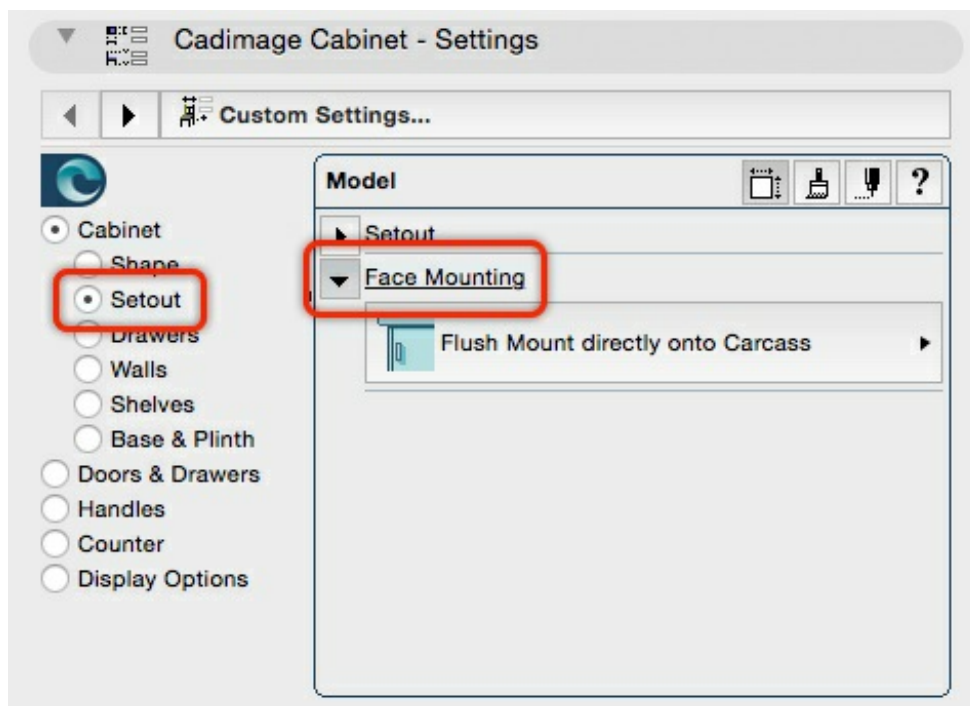 Cadimage Cabinet - Settings
Custom Settings...
Model
?
Cabinet
Shape
Setout
Drawers
Walls
Shelves
Base & Plinth
Doors & Drawers
Handles
Counter
Display Options
Setout
Face Mounting
Flush Mount directly onto Carcass